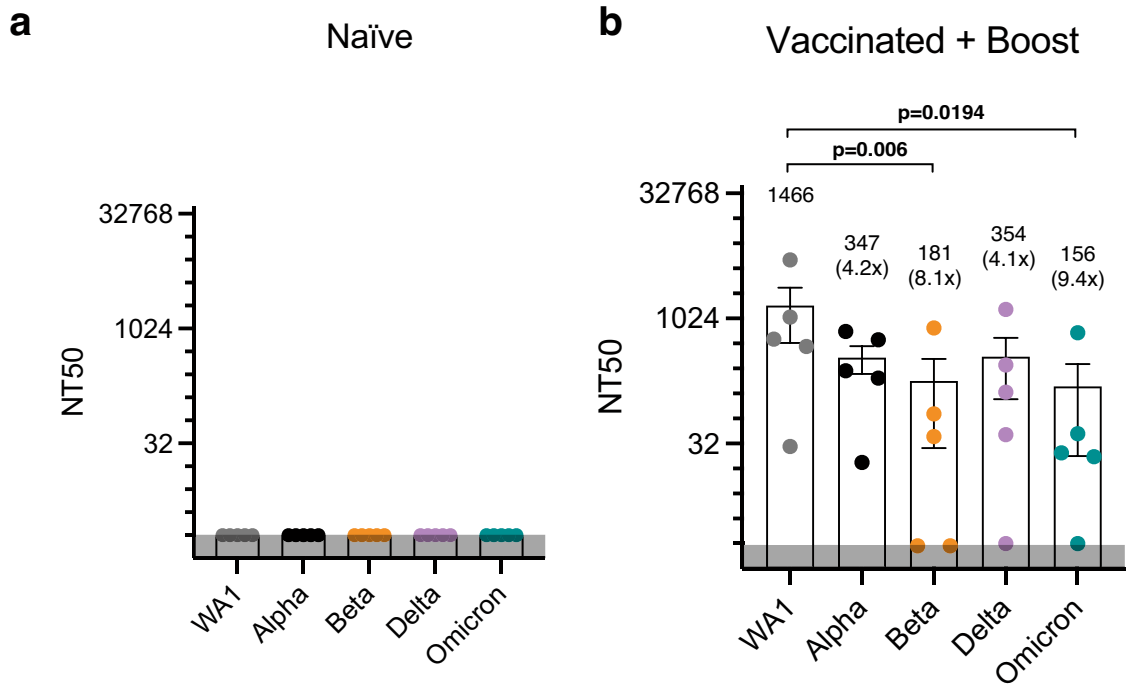 a
Naïve
NT50
32768
1024
32
WA1
Alpha
Beta
Delta
Omicron
b
Vaccinated + Boost
p=0.0194
p=0.006
NT50
32768
1024
32
1466
347
(4.2x)
181
(8.1x)
354
(4.1x)
156
(9.4x)
WA1
Alpha
Beta
Delta
Omicron